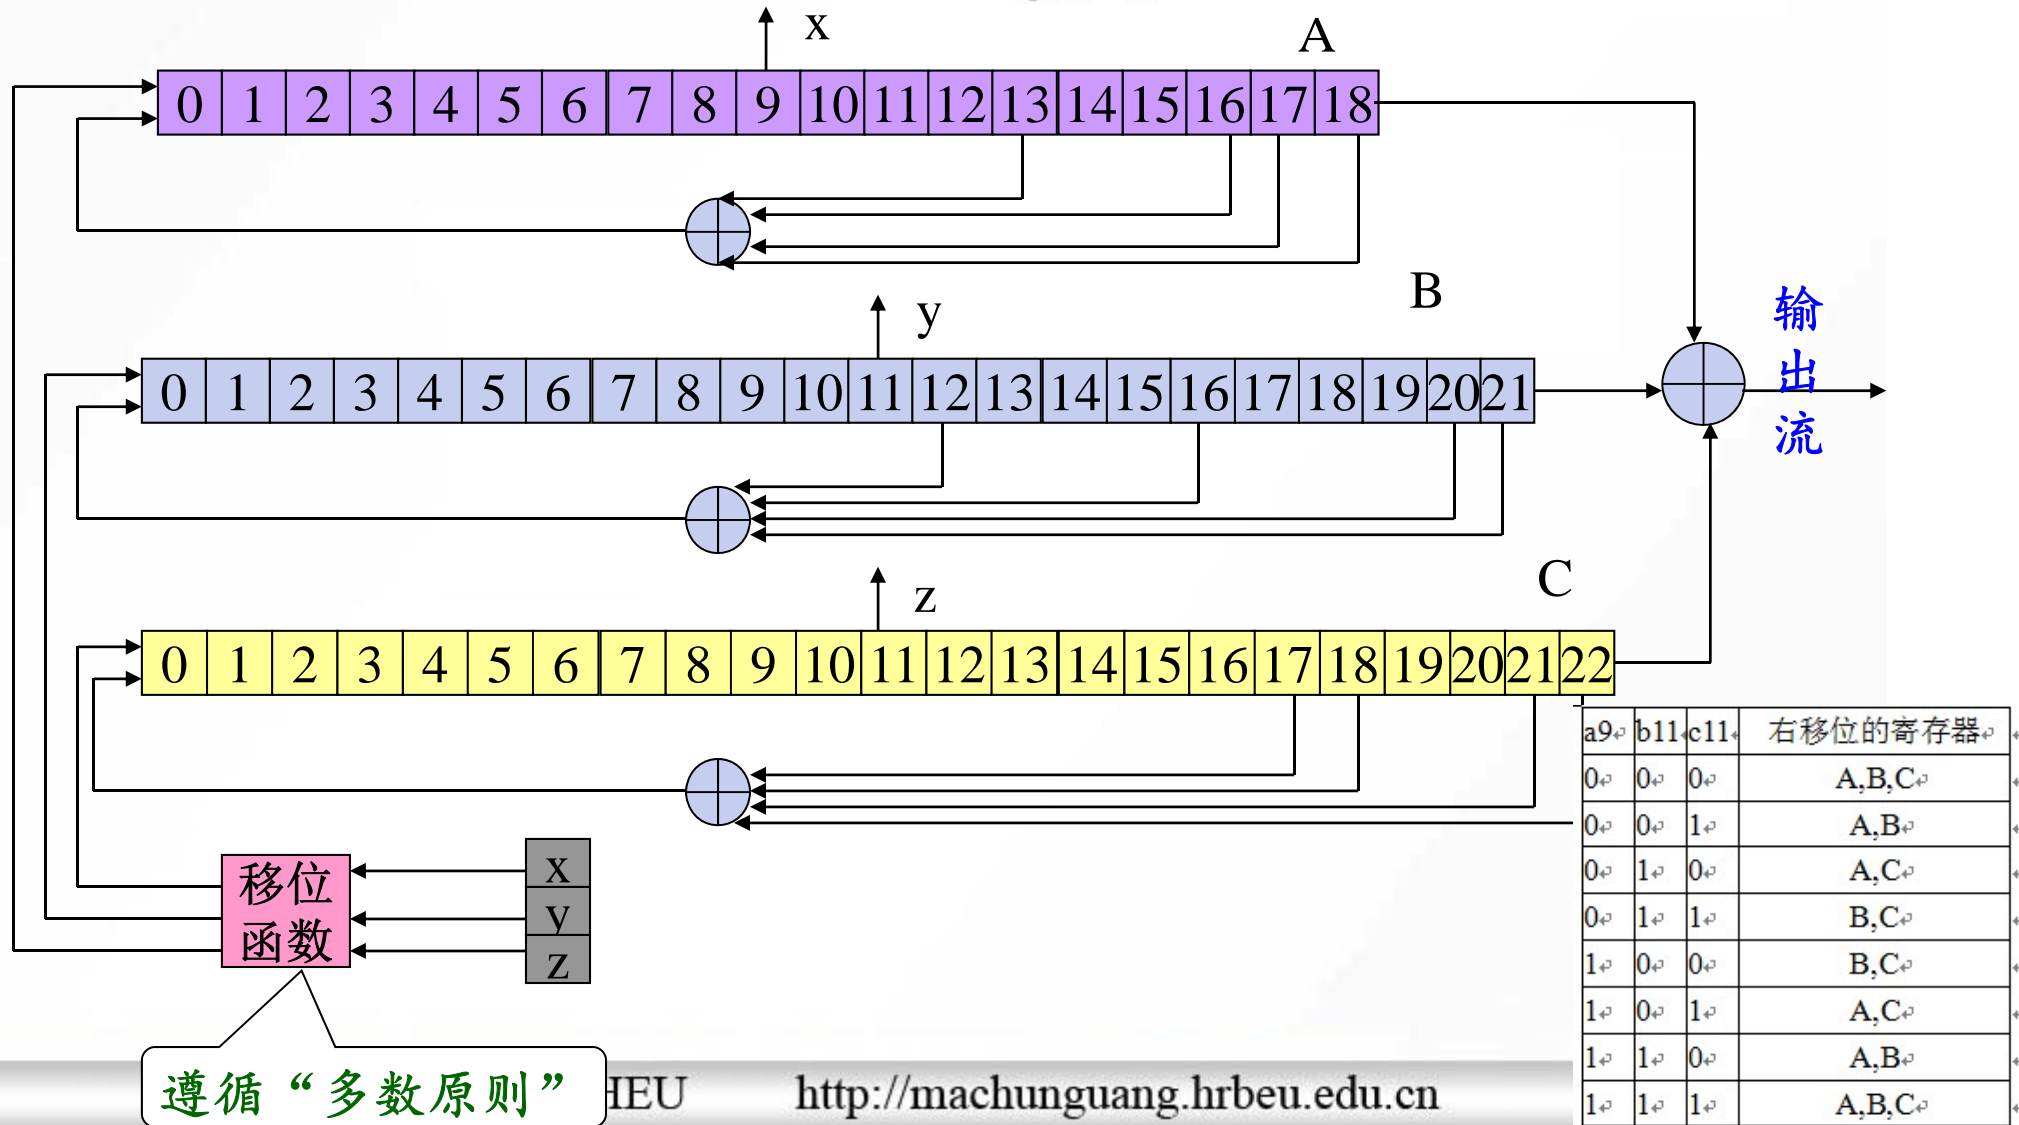 x
A
0 1 2 3 4 5 6 7 8 9 10 11 12 13 14 15 16 17 18
B
y
输出流
0 1 2 3 4 5 6 7 8 9 10 11 12 13 14 15 16 17 18 19 20 21
C
z
0 1 2 3 4 5 6 7 8 9 10 11 12 13 14 15 16 17 18 19 20 21 22
移位
函数
x
y
z
遵循“多数原则”
HEU http://machunguang.hrbeu.edu.cn
a9 b11 c11 右移位的寄存器
0 0 0 A,B,C
0 0 1 A,B
0 1 0 A,C
0 1 1 B,C
1 0 0 B,C
1 0 1 A,C
1 1 0 A,B
1 1 1 A,B,C